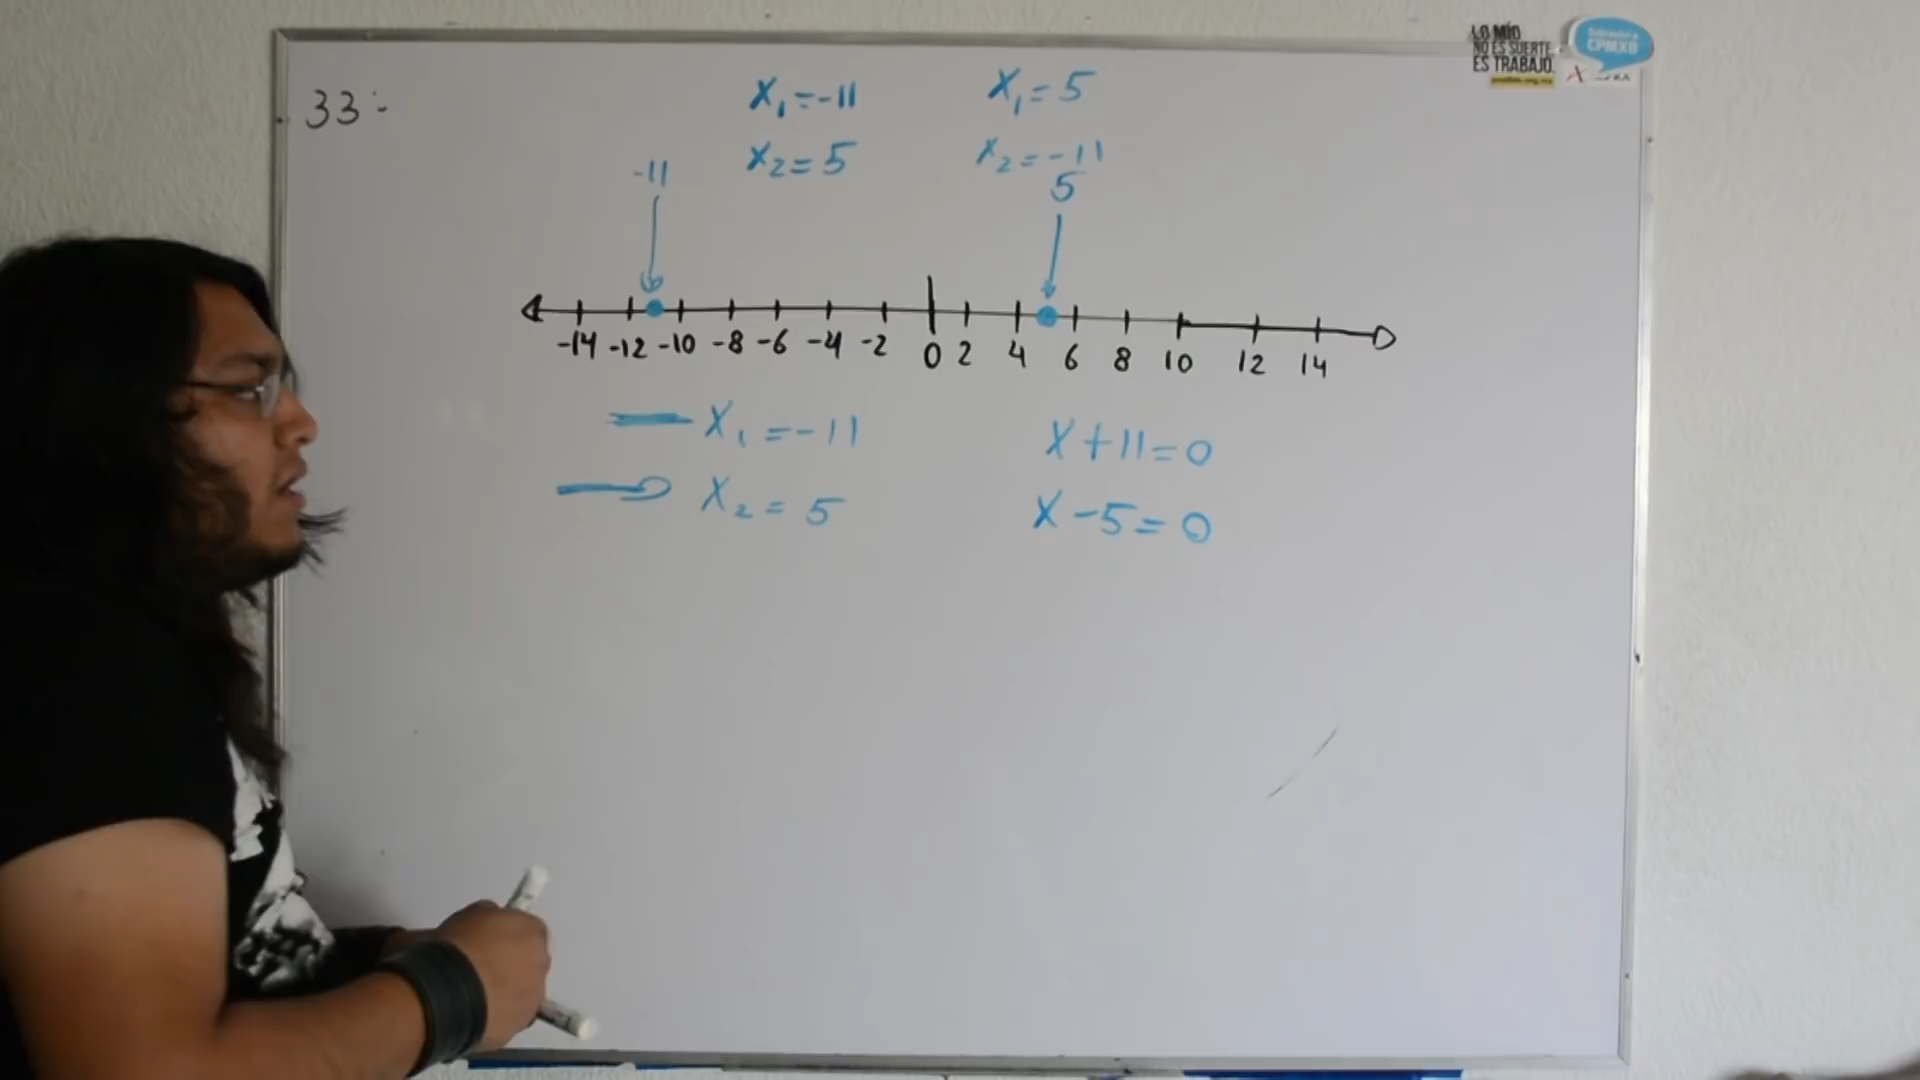 33:-
X₁=-11
X₂=5
X₁=5
X₂=-11
-11
5
-14 -12 -10 -8 -6 -4 -2 0 2 4 6 8 10 12 14
X₁=-11
X₂=5
X+11=0
X-5=0
LO MÍO
NO ES SUERTE
ES TRABAJO.
CPMX8